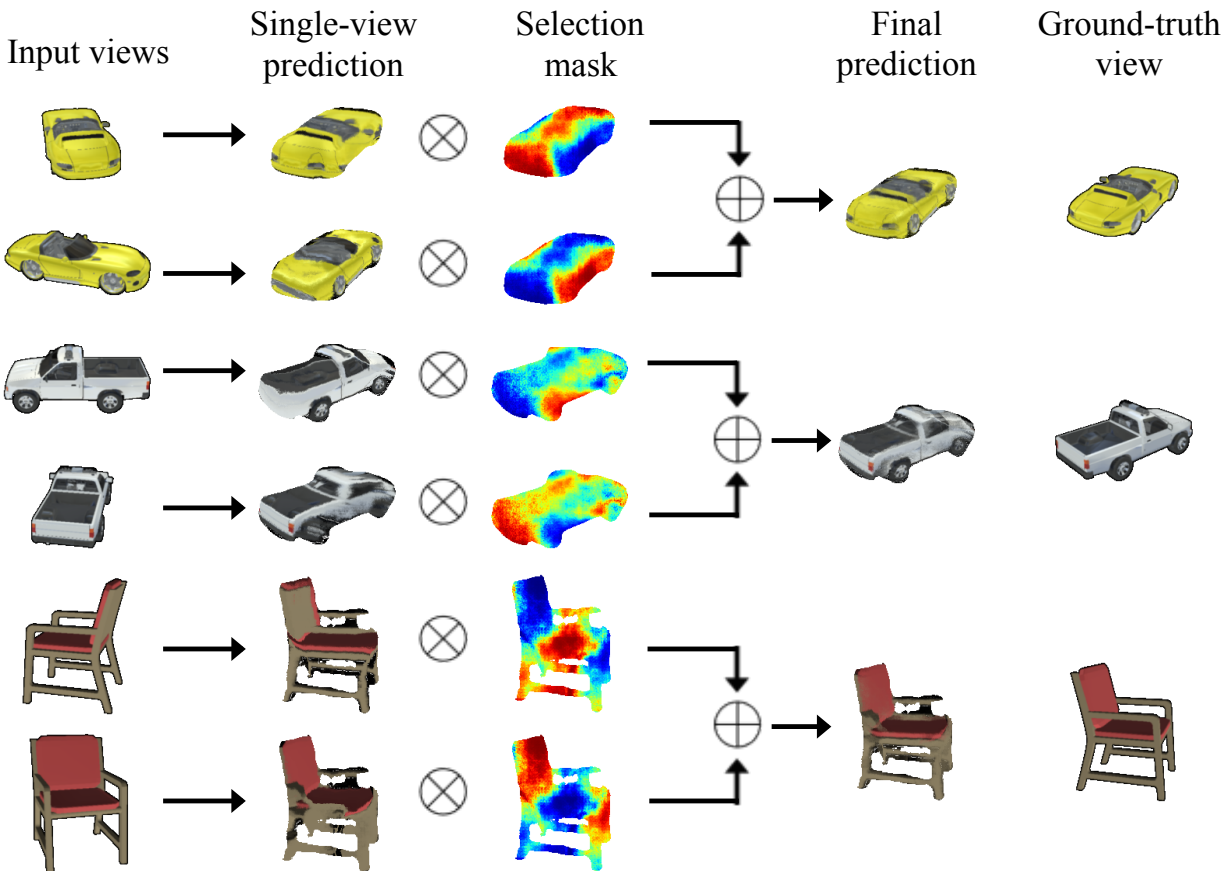 Input views
Single-view
prediction
Selection
mask
Final
prediction
Ground-truth
view